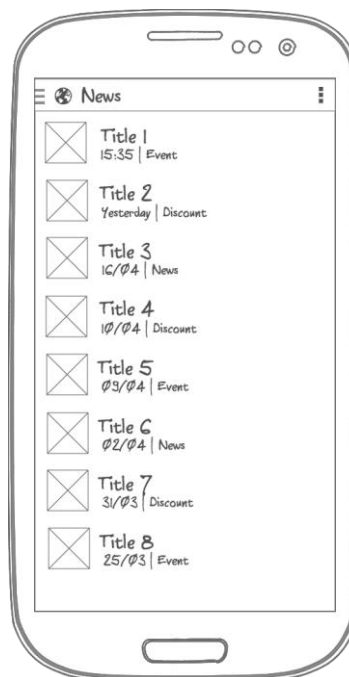 News
Title 1
15:35 | Event
Title 2
Yesterday | Discount
Title 3
16/04 | News
Title 4
10/04 | Discount
Title 5
09/04 | Event
Title 6
02/04 | News
Title 7
31/03 | Discount
Title 8
25/03 | Event